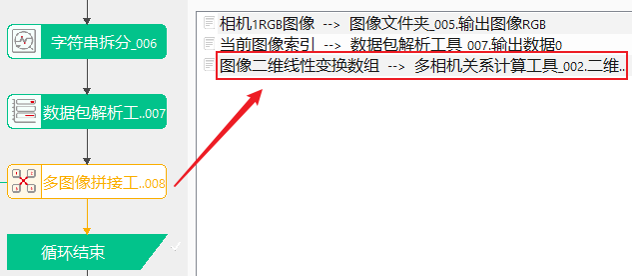 字符串拆分_006
数据包解析工..007
多图像拼接工..008
循环结束
相机1RGB图像 --> 图像文件夹_005.输出图像RGB
当前图像索引 --> 数据包解析工具_007.输出数据0
图像二维线性变换数组 --> 多相机关系计算工具_002.二维..